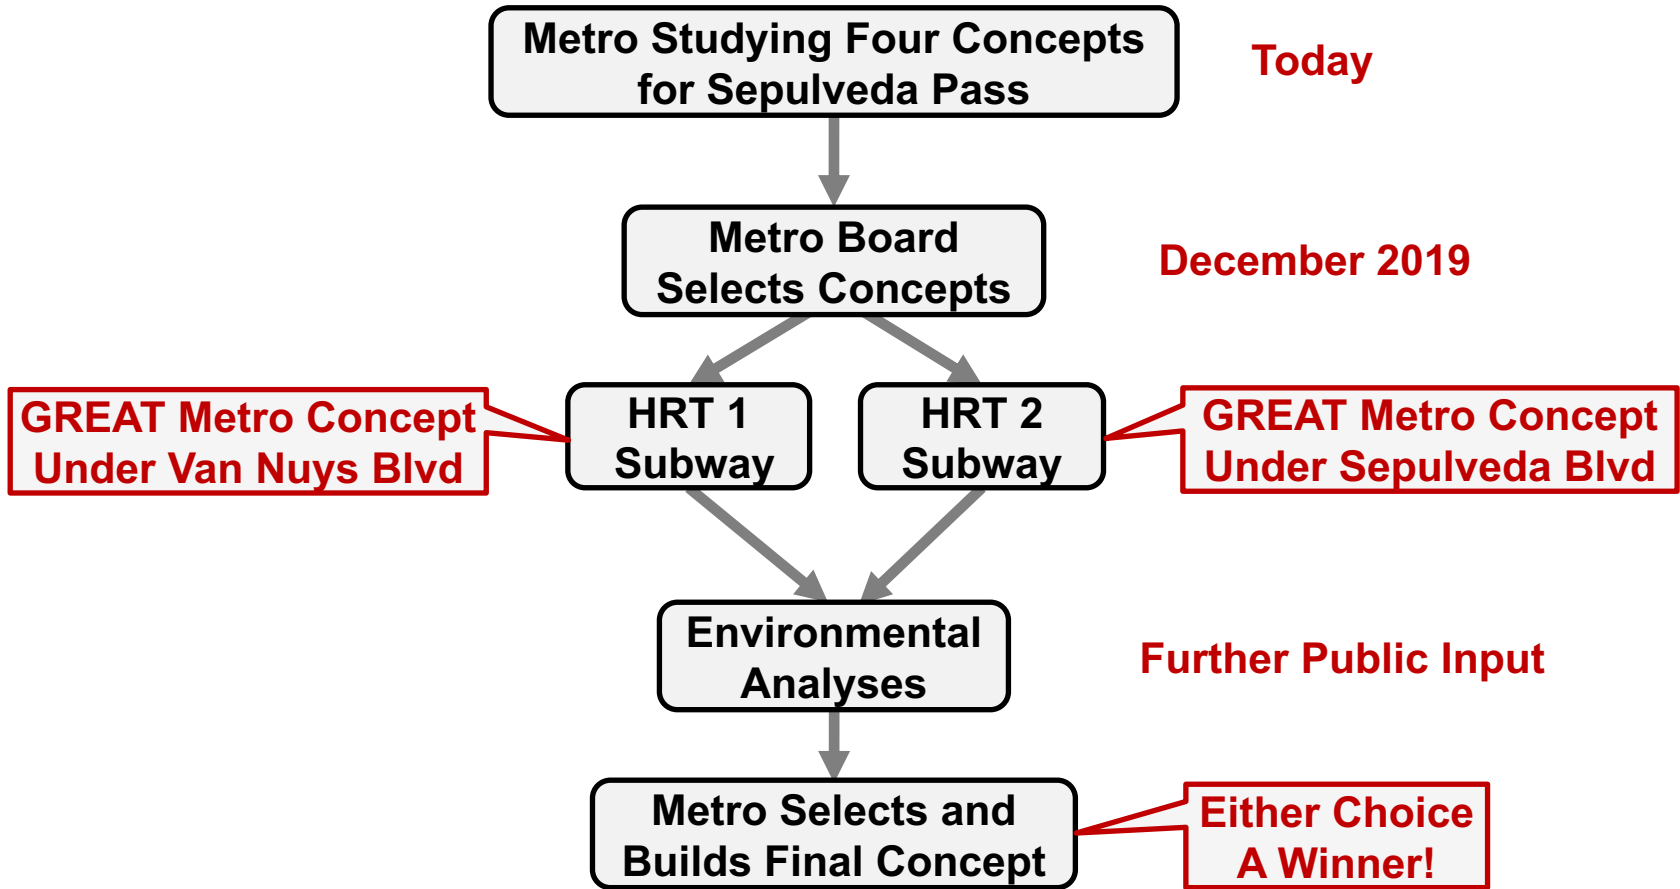 Metro Studying Four Concepts
for Sepulveda Pass
Today
Metro Board
Selects Concepts
December 2019
GREAT Metro Concept
Under Van Nuys Blvd
HRT 1
Subway
HRT 2
Subway
GREAT Metro Concept
Under Sepulveda Blvd
Environmental
Analyses
Further Public Input
Metro Selects and
Builds Final Concept
Either Choice
A Winner!